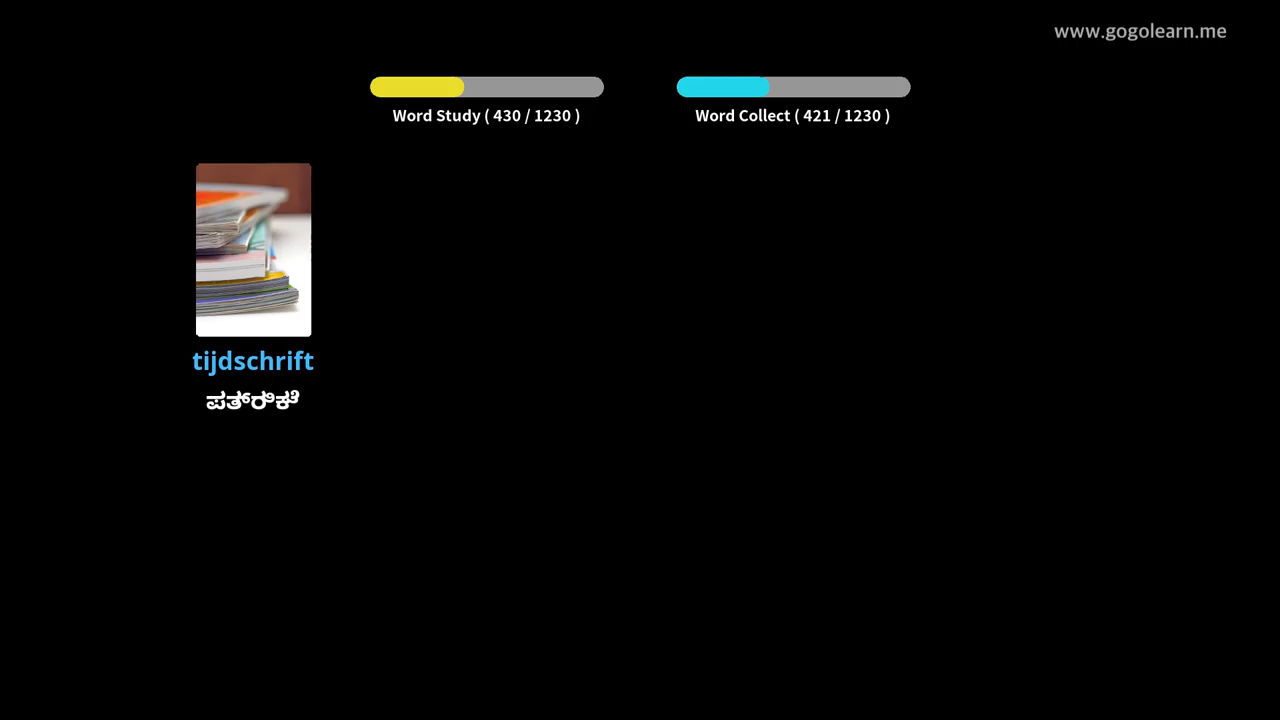 www.gogolearn.me
Word Study ( 430 / 1230 )
Word Collect ( 421 / 1230 )
tijdschrift
ಪತ್ರಿಕೆ